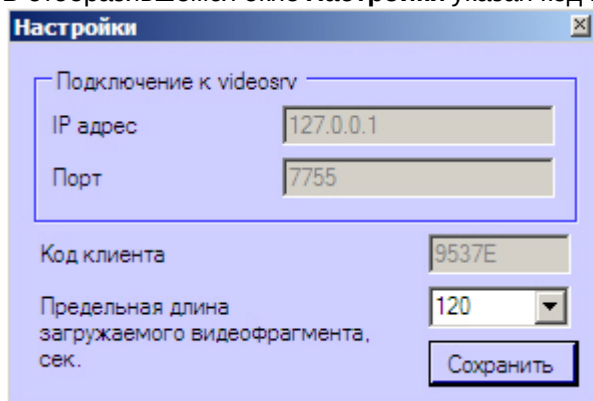 Настройки
Подключение к videosrv
IP адрес 127.0.0.1
Порт 7755
Код клиента 9537E
Предельная длина 120
загружаемого видеофрагмента,
сек.
Сохранить